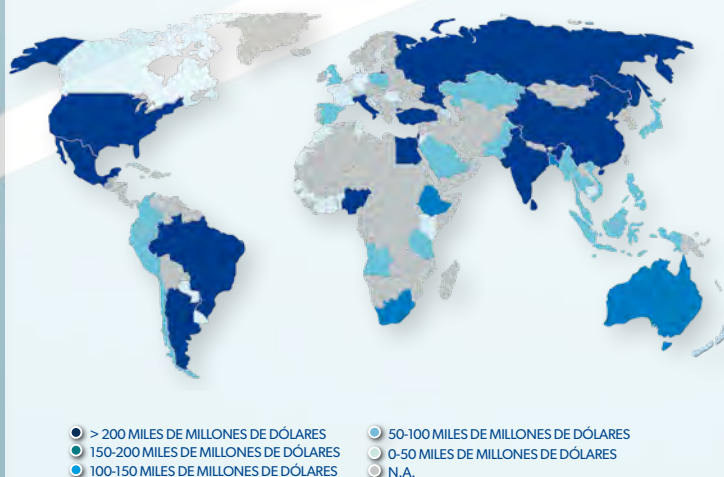 > 200 MILES DE MILLONES DE DÓLARES
150-200 MILES DE MILLONES DE DÓLARES
100-150 MILES DE MILLONES DE DÓLARES
50-100 MILES DE MILLONES DE DÓLARES
0-50 MILES DE MILLONES DE DÓLARES
N.A.